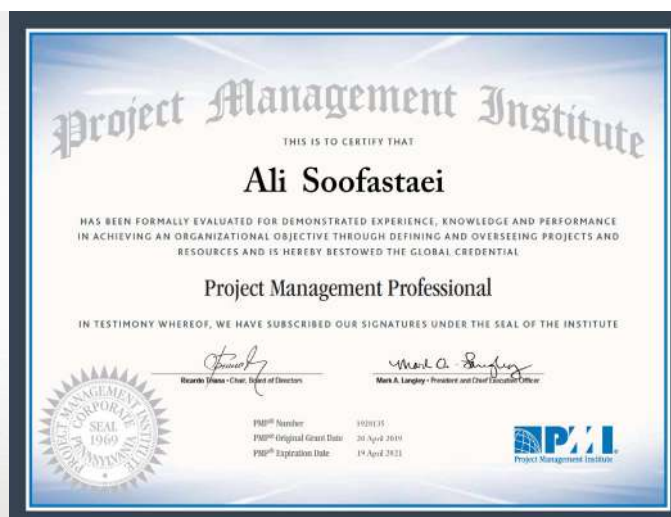 Project Management Institute
THIS IS TO CERTIFY THAT
Ali Soofastaei
HAS BEEN FORMALLY EVALUATED FOR DEMONSTRATED EXPERIENCE, KNOWLEDGE AND PERFORMANCE
IN ACHIEVING AN ORGANIZATIONAL OBJECTIVE THROUGH DEFINING AND OVERSEEING PROJECTS AND
RESOURCES AND IS HEREBY BESTOWED THE GLOBAL CREDENTIAL
Project Management Professional
IN TESTIMONY WHEREOF, WE HAVE SUBSCRIBED OUR SIGNATURES UNDER THE SEAL OF THE INSTITUTE
Ricardo Triana • Chair, Board of Directors
Mark A. Langley • President and Chief Executive Officer
PROJECT MANAGEMENT INSTITUTE
CORPORATE
SEAL
1969
PENNSYLVANIA
PMP® Number
PMP® Original Grant Date 20 April 2019
PMP® Expiration Date 19 April 2021
PMI
Project Management Institute